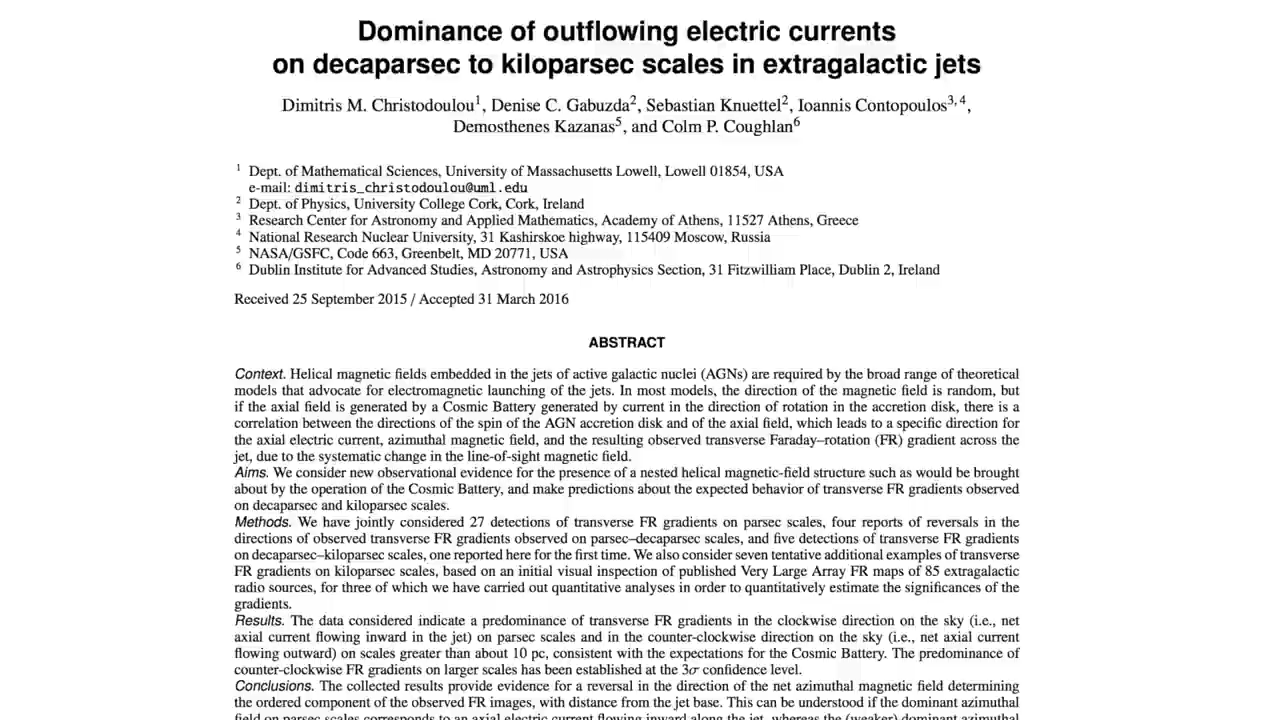 Dominance of outflowing electric currents
on decaparsec to kiloparsec scales in extragalactic jets
Dimitris M. Christodoulou1, Denise C. Gabuzda2, Sebastian Knuettel2, Ioannis Contopoulos3, 4,
Demosthenes Kazanas5, and Colm P. Coughlan6
1 Dept. of Mathematical Sciences, University of Massachusetts Lowell, Lowell 01854, USA
e-mail: dimitris_christodoulou@uml.edu
2 Dept. of Physics, University College Cork, Cork, Ireland
3 Research Center for Astronomy and Applied Mathematics, Academy of Athens, 11527 Athens, Greece
4 National Research Nuclear University, 31 Kashirskoe highway, 115409 Moscow, Russia
5 NASA/GSFC, Code 663, Greenbelt, MD 20771, USA
6 Dublin Institute for Advanced Studies, Astronomy and Astrophysics Section, 31 Fitzwilliam Place, Dublin 2, Ireland
Received 25 September 2015 / Accepted 31 March 2016
ABSTRACT
Context. Helical magnetic fields embedded in the jets of active galactic nuclei (AGNs) are required by the broad range of theoretical
models that advocate for electromagnetic launching of the jets. In most models, the direction of the magnetic field is random, but
if the axial field is generated by a Cosmic Battery generated by current in the direction of rotation in the accretion disk, there is a
correlation between the directions of the spin of the AGN accretion disk and of the axial field, which leads to a specific direction for
the axial electric current, azimuthal magnetic field, and the resulting observed transverse Faraday–rotation (FR) gradient across the
jet, due to the systematic change in the line-of-sight magnetic field.
Aims. We consider new observational evidence for the presence of a nested helical magnetic-field structure such as would be brought
about by the operation of the Cosmic Battery, and make predictions about the expected behavior of transverse FR gradients observed
on decaparsec and kiloparsec scales.
Methods. We have jointly considered 27 detections of transverse FR gradients on parsec scales, four reports of reversals in the
directions of observed transverse FR gradients observed on parsec–decaparsec scales, and five detections of transverse FR gradients
on decaparsec–kiloparsec scales, one reported here for the first time. We also consider seven tentative additional examples of transverse
FR gradients on kiloparsec scales, based on an initial visual inspection of published Very Large Array FR maps of 85 extragalactic
radio sources, for three of which we have carried out quantitative analyses in order to quantitatively estimate the significances of the
gradients.
Results. The data considered indicate a predominance of transverse FR gradients in the clockwise direction on the sky (i.e., net
axial current flowing inward in the jet) on parsec scales and in the counter-clockwise direction on the sky (i.e., net axial current
flowing outward) on scales greater than about 10 pc, consistent with the expectations for the Cosmic Battery. The predominance of
counter-clockwise FR gradients on larger scales has been established at the 3σ confidence level.
Conclusions. The collected results provide evidence for a reversal in the direction of the net azimuthal magnetic field determining
the ordered component of the observed FR images, with distance from the jet base. This can be understood if the dominant azimuthal
field on parsec scales corresponds to an axial electric current flowing inward along the jet, whereas the (weaker) dominant azimuthal